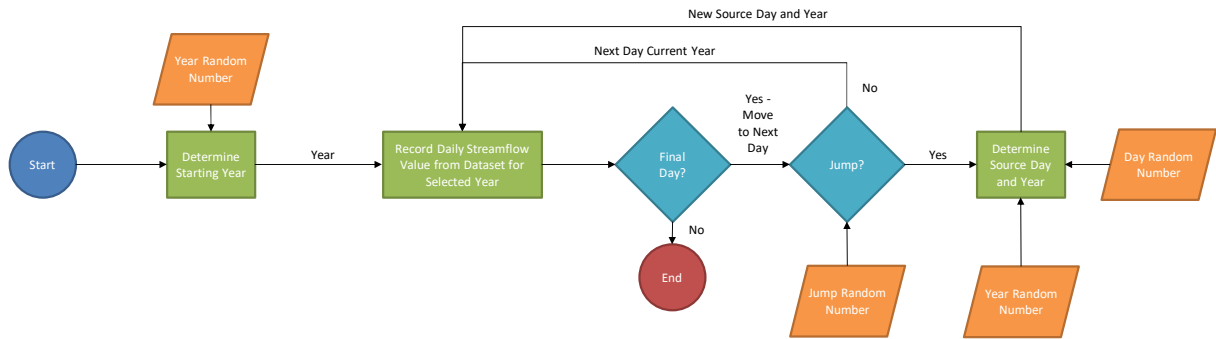 New Source Day and Year
Next Day Current Year
Year Random
Number
No
Yes -
Move
to Next
Day
Start
Determine
Starting Year
Year
Record Daily Streamflow
Value from Dataset for
Selected Year
Final
Day?
Jump?
Yes
Determine
Source Day
and Year
Day Random
Number
No
End
Jump Random
Number
Year Random
Number